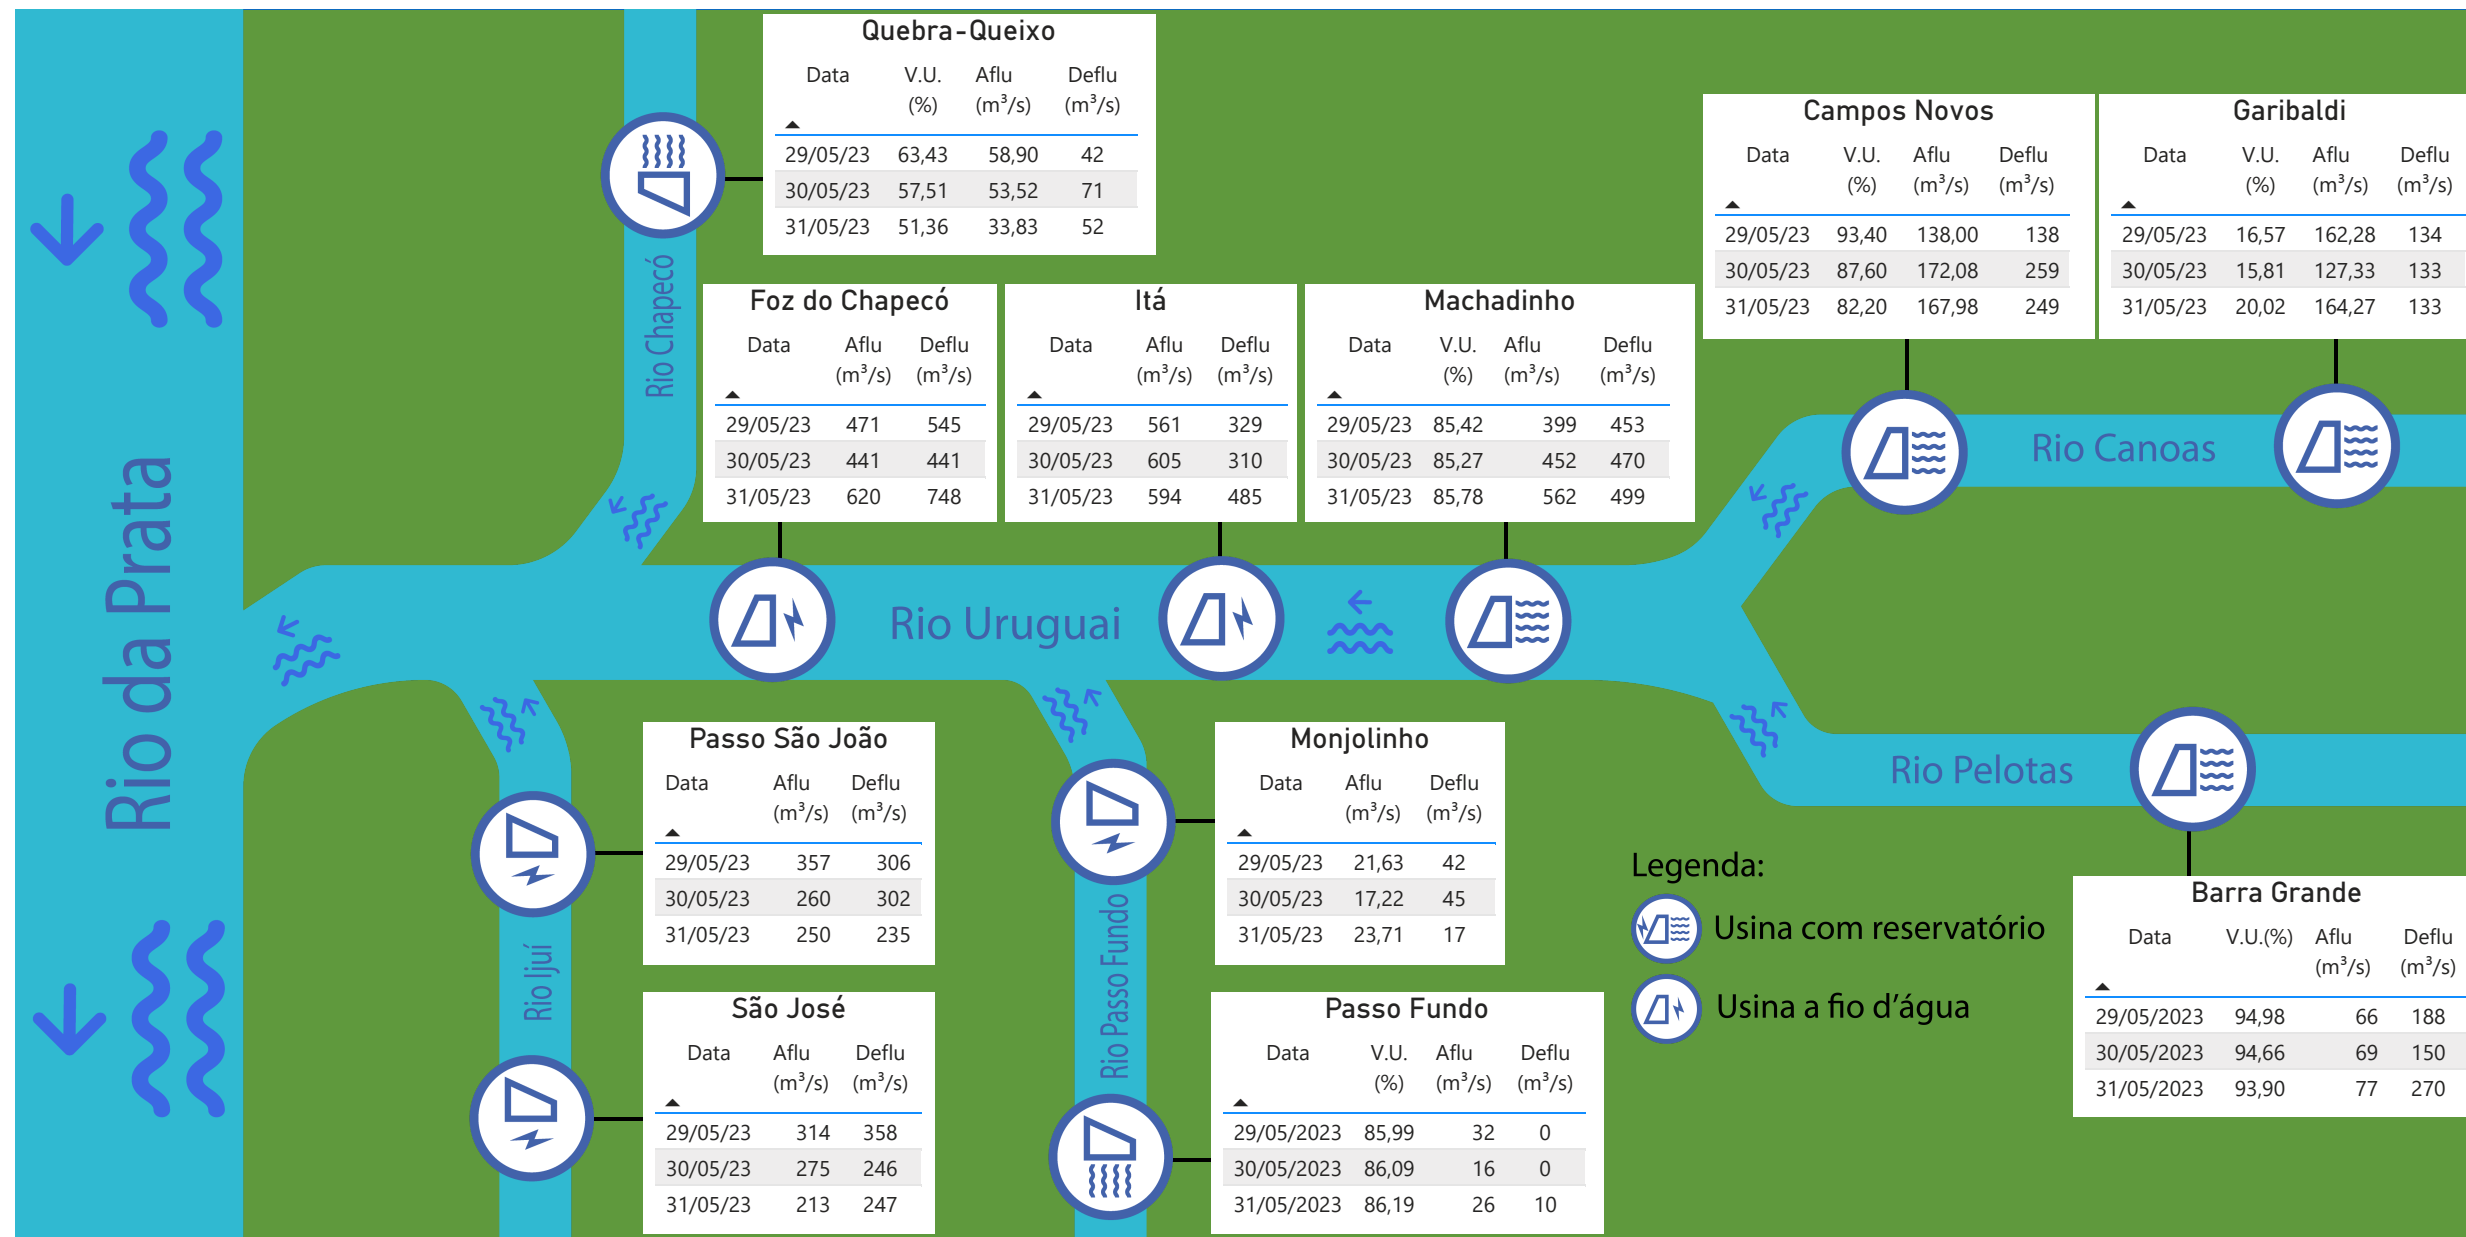 Quebra-Queixo
Data V.U. Aflu Deflu
(%) (m³/s) (m³/s)
29/05/23 63,43 58,90 42
30/05/23 57,51 53,52 71
31/05/23 51,36 33,83 52
Campos Novos
Data V.U. Aflu Deflu
(%) (m³/s) (m³/s)
29/05/23 93,40 138,00 138
30/05/23 87,60 172,08 259
31/05/23 82,20 167,98 249
Garibaldi
Data V.U. Aflu Deflu
(%) (m³/s) (m³/s)
29/05/23 16,57 162,28 134
30/05/23 15,81 127,33 133
31/05/23 20,02 164,27 133
Rio Chapecó
Foz do Chapecó
Data Aflu Deflu
(m³/s) (m³/s)
29/05/23 471 545
30/05/23 441 441
31/05/23 620 748
Itá
Data Aflu Deflu
(m³/s) (m³/s)
29/05/23 561 329
30/05/23 605 310
31/05/23 594 485
Machadinho
Data V.U. Aflu Deflu
(%) (m³/s) (m³/s)
29/05/23 85,42 399 453
30/05/23 85,27 452 470
31/05/23 85,78 562 499
Rio Canoas
Rio da Prata
Rio Uruguai
Rio Pelotas
Passo São João
Data Aflu Deflu
(m³/s) (m³/s)
29/05/23 357 306
30/05/23 260 302
31/05/23 250 235
Monjolinho
Data Aflu Deflu
(m³/s) (m³/s)
29/05/23 21,63 42
30/05/23 17,22 45
31/05/23 23,71 17
Rio Ijuí
Rio Passo Fundo
Legenda:
Usina com reservatório
Usina a fio d’água
Barra Grande
Data V.U.(%) Aflu Deflu
(m³/s) (m³/s)
29/05/2023 94,98 66 188
30/05/2023 94,66 69 150
31/05/2023 93,90 77 270
São José
Data Aflu Deflu
(m³/s) (m³/s)
29/05/23 314 358
30/05/23 275 246
31/05/23 213 247
Passo Fundo
Data V.U. Aflu Deflu
(%) (m³/s) (m³/s)
29/05/2023 85,99 32 0
30/05/2023 86,09 16 0
31/05/2023 86,19 26 10